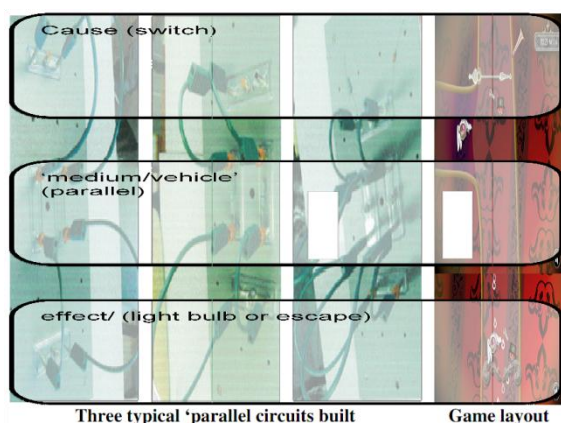 Cause (switch)
‘medium/vehicle’
(parallel)
effect/ (light bulb or escape)
Three typical ‘parallel circuits built
Game layout